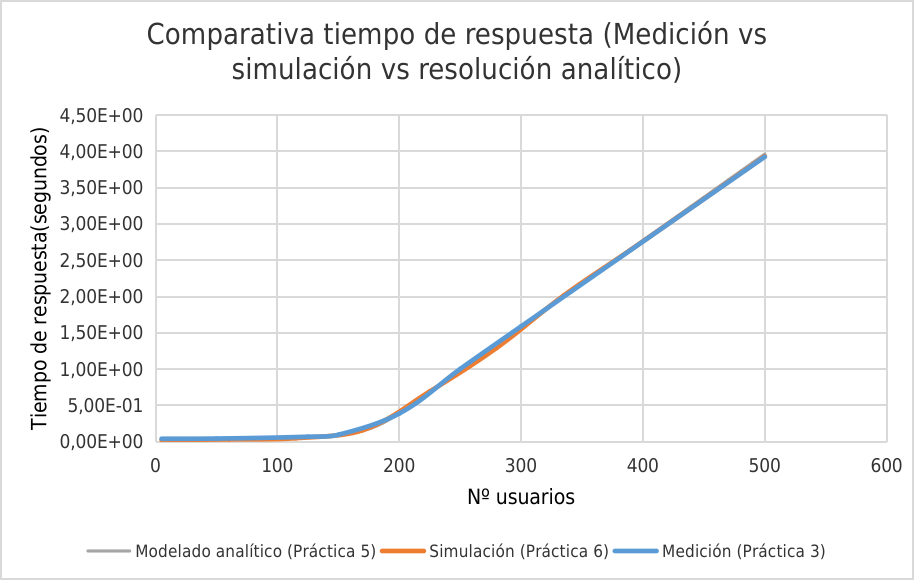 Comparativa tiempo de respuesta (Medición vs
simulación vs resolución analítico)
Tiempo de respuesta(segundos)
4,50E+00
4,00E+00
3,50E+00
3,00E+00
2,50E+00
2,00E+00
1,50E+00
1,00E+00
5,00E-01
0,00E+00
0 100 200 300 400 500 600
Nº usuarios
Modelado analítico (Práctica 5) Simulación (Práctica 6) Medición (Práctica 3)